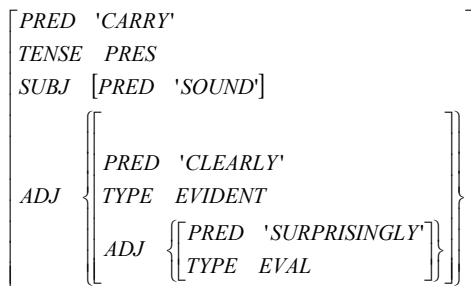 PRED 'CARRY'
TENSE PRES
SUBJ [PRED 'SOUND']
PRED 'CLEARLY'
ADJ { TYPE EVIDENT }
ADJ {[PRED 'SURPRISINGLY'
TYPE EVAL]}